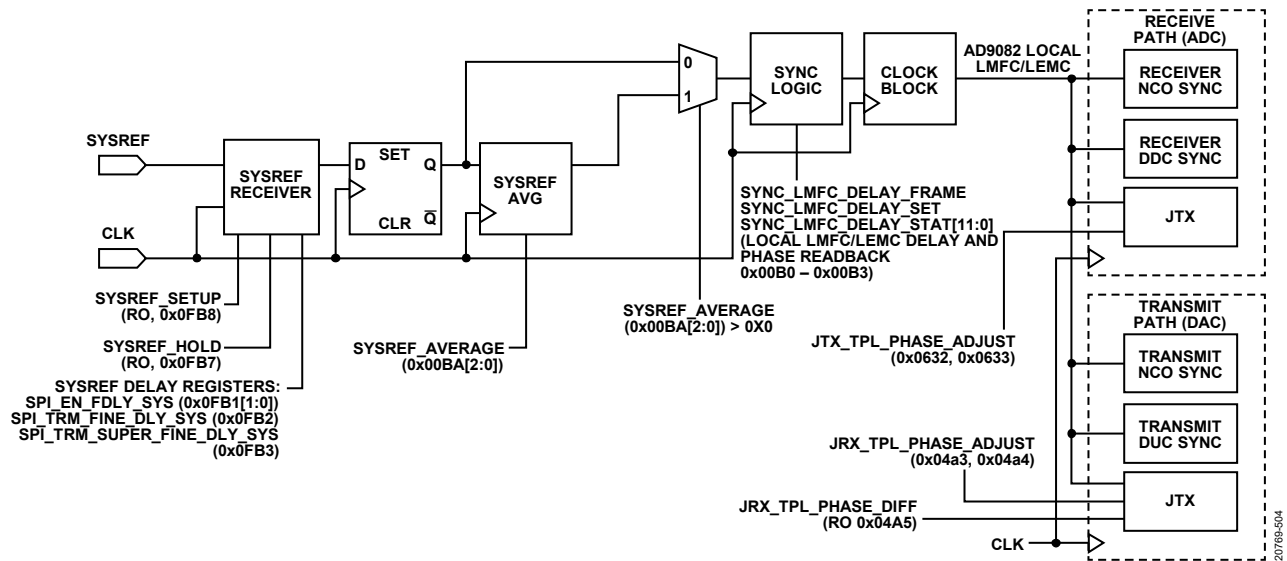 RECEIVE
PATH (ADC)
AD9082 LOCAL
LMFC/LEMC
RECEIVER
NCO SYNC
RECEIVER
DDC SYNC
JTX
0
1
SYNC
LOGIC
CLOCK
BLOCK
SYSREF
SYSREF
RECEIVER
D
SET
Q
CLR
Q
SYSREF
AVG
CLK
SYNC_LMFC_DELAY_FRAME
SYNC_LMFC_DELAY_SET
SYNC_LMFC_DELAY_STAT[11:0]
(LOCAL LMFC/LEMC DELAY AND
PHASE READBACK
0x00B0 – 0x00B3)
SYSREF_SETUP
(RO, 0x0FB8)
SYSREF_HOLD
(RO, 0x0FB7)
SYSREF DELAY REGISTERS:
SPI_EN_FDLY_SYS (0x0FB1[1:0])
SPI_TRM_FINE_DLY_SYS (0x0FB2)
SPI_TRM_SUPER_FINE_DLY_SYS
(0x0FB3)
SYSREF_AVERAGE
(0x00BA[2:0])
SYSREF_AVERAGE
(0x00BA[2:0]) > 0X0
JTX_TPL_PHASE_ADJUST
(0x0632, 0x0633)
TRANSMIT
PATH (DAC)
TRANSMIT
NCO SYNC
TRANSMIT
DUC SYNC
JTX
JRX_TPL_PHASE_ADJUST
(0x04a3, 0x04a4)
JRX_TPL_PHASE_DIFF
(RO 0x04A5)
CLK
20769-504